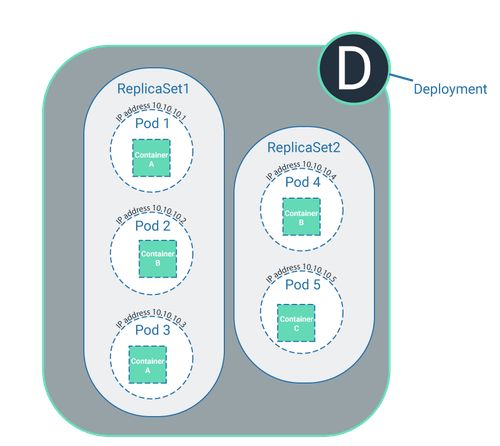 D
Deployment
ReplicaSet1
IP address 10.10.10.1
Pod 1
Container
A
IP address 10.10.10.2
Pod 2
Container
B
IP address 10.10.10.3
Pod 3
Container
A
ReplicaSet2
IP address 10.10.10.4
Pod 4
Container
B
IP address 10.10.10.5
Pod 5
Container
C